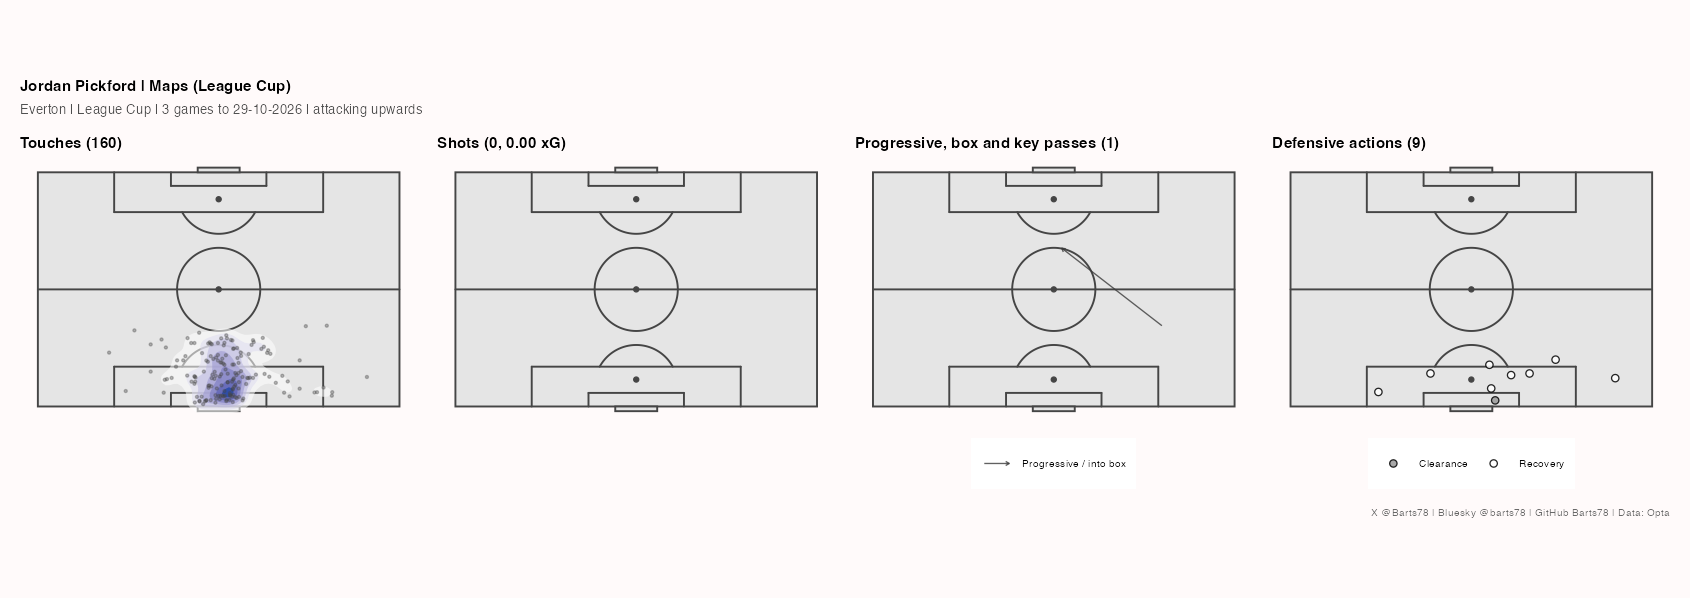 Jordan Pickford | Maps (League Cup)
Everton | League Cup | 3 games to 29-10-2026 | attacking upwards
Touches (160)
Shots (0, 0.00 xG)
Progressive, box and key passes (1)
Defensive actions (9)
Progressive / into box
Clearance
Recovery
X @Barts78 | Bluesky @barts78 | GitHub Barts78 | Data: Opta